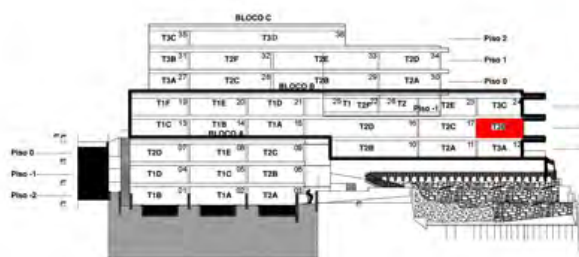 BLOCO C
T3C 35 T3D 36 Piso 2
T3B 31 T2F 32 T2E 33 T2D 34 Piso 1
T3A 27 T2C 28 T2B 29 T2A 30 Piso 0
BLOCO B
T1F 19 T1E 20 T1D 21 25 T1 T2F 22 26 T2 Piso -1 T2E 23 T3C 24
T1C 13 T1B 14 T1A 15 T2D 16 T2C 17
BLOCO A
Piso 0 T2D 07 T1E 08 T2C 09 T2B 10 T2A 11 T3A 12
Piso -1 T1D 04 T1C 05 T2B 06
Piso -2 T1B 01 T1A 02 T2A 03